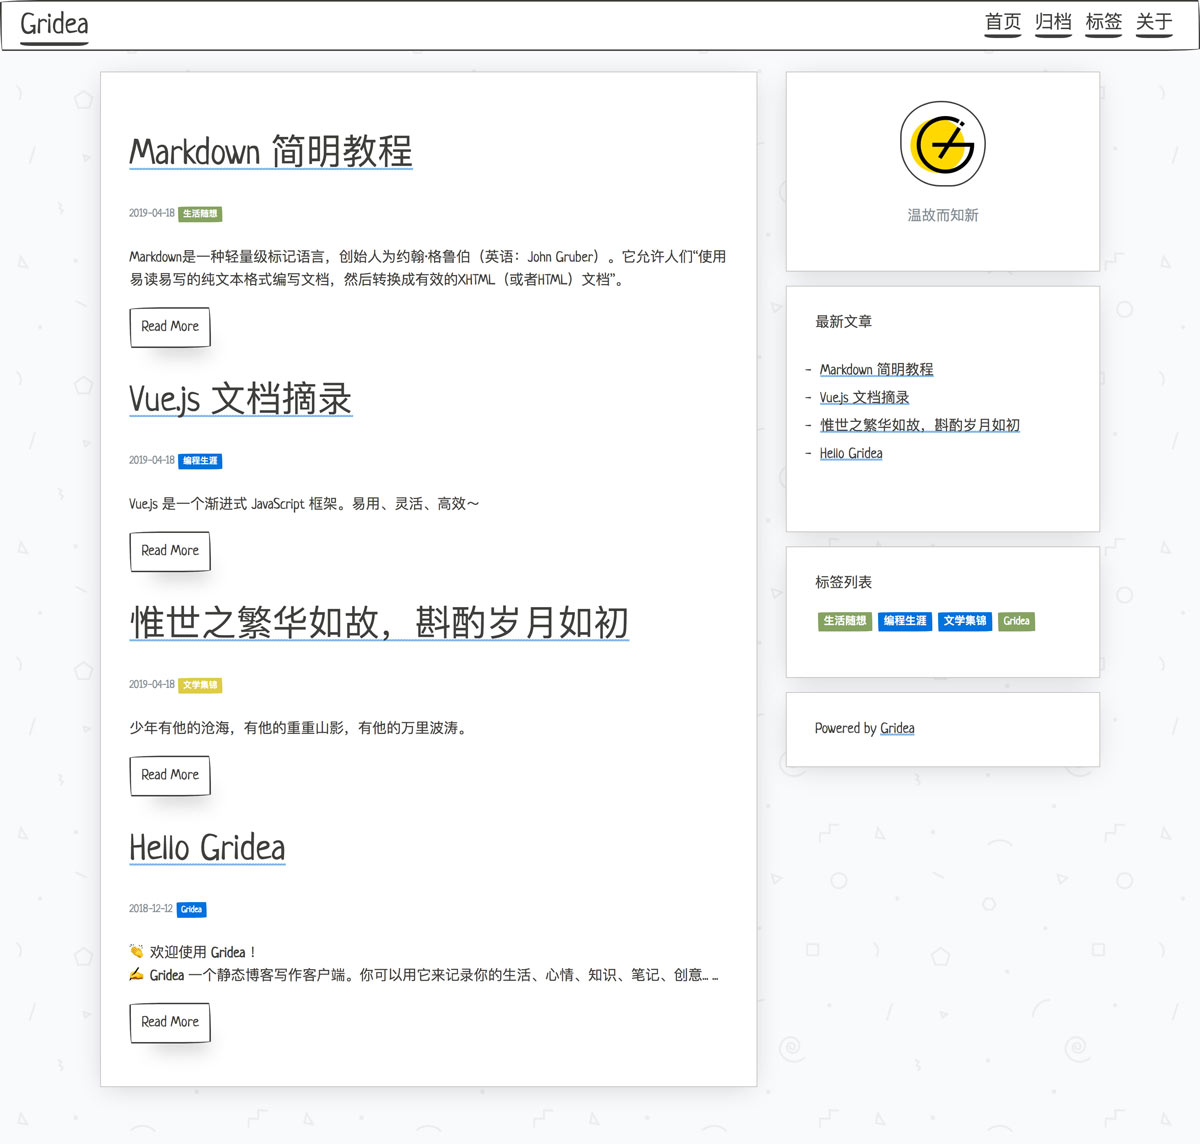 Gridea
首页 归档 标签 关于
Markdown 简明教程
2019-04-18 生活随想
Markdown是一种轻量级标记语言，创始人为约翰·格鲁伯（英语：John Gruber）。它允许人们“使用
易读易写的纯文本格式编写文档，然后转换成有效的XHTML（或者HTML）文档”。
Read More
Vue.js 文档摘录
2019-04-18 编程生涯
Vue.js 是一个渐进式 JavaScript 框架。易用、灵活、高效～
Read More
惟世之繁华如故，斟酌岁月如初
2019-04-18 文学集锦
少年有他的沧海，有他的重重山影，有他的万里波涛。
Read More
Hello Gridea
2018-12-12 Gridea
👏 欢迎使用 Gridea！
✍️ Gridea 一个静态博客写作客户端。你可以用它来记录你的生活、心情、知识、笔记、创意... ...
Read More
温故而知新
最新文章
- Markdown 简明教程
- Vue.js 文档摘录
- 惟世之繁华如故，斟酌岁月如初
- Hello Gridea
标签列表
生活随想 编程生涯 文学集锦 Gridea
Powered by Gridea